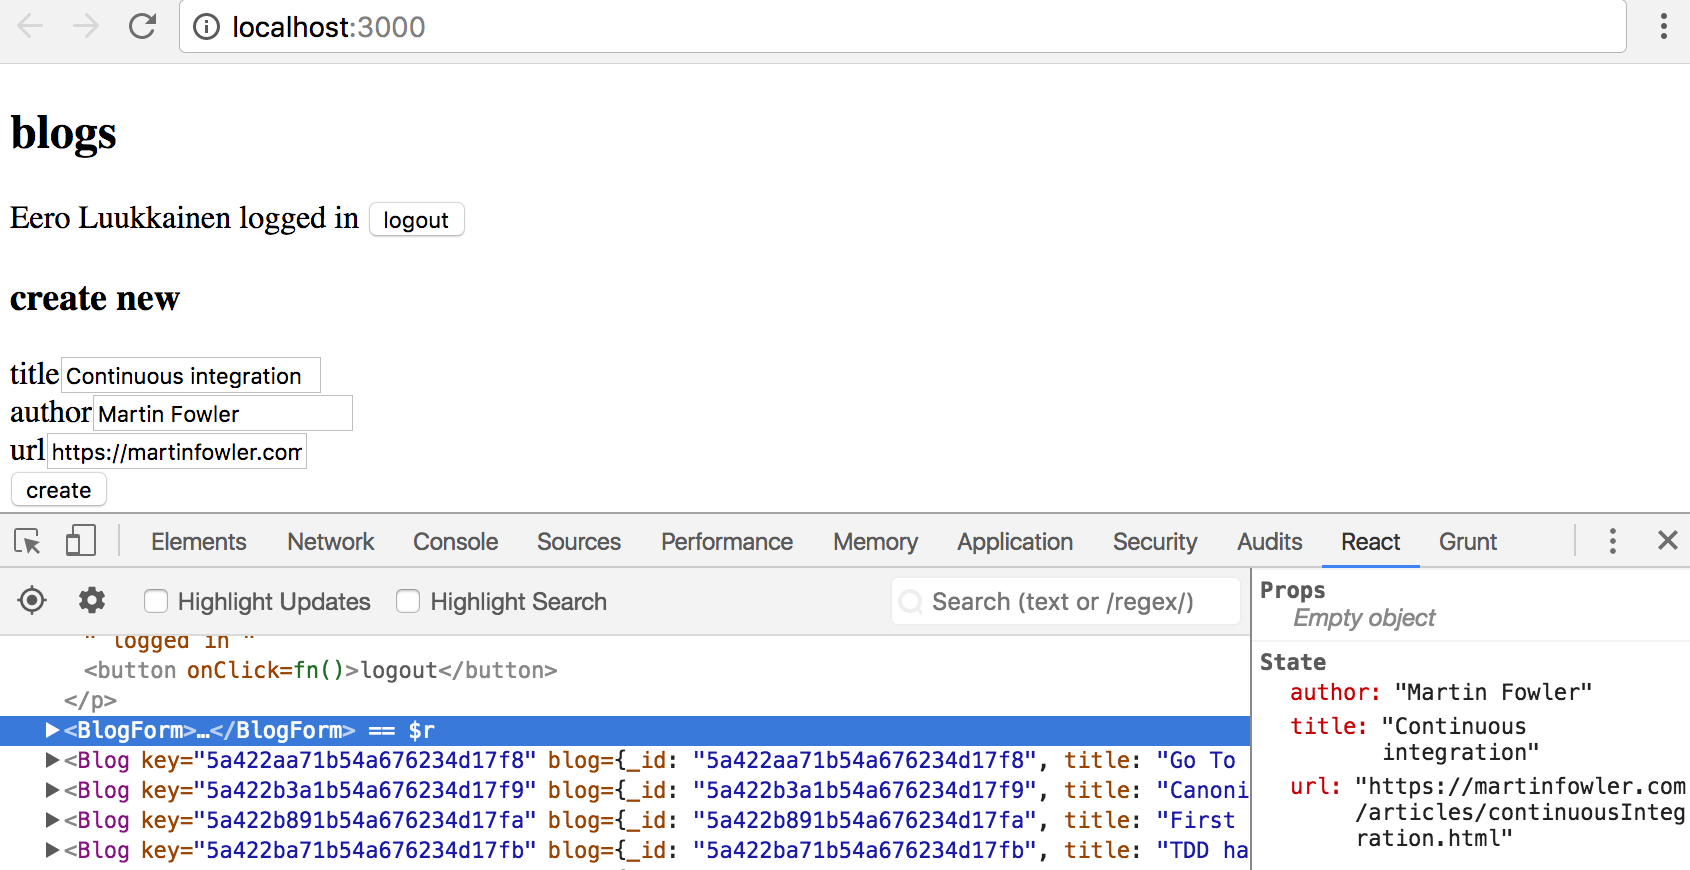 localhost:3000
blogs
Eero Luukkainen logged in logout
create new
title Continuous integration
author Martin Fowler
url https://martinfowler.com
create
Elements Network Console Sources Performance Memory Application Security Audits React Grunt
Highlight Updates Highlight Search Search (text or /regex/)
" logged in "
<button onClick=fn()>logout</button>
</p>
<BlogForm>…</BlogForm> == $r
<Blog key="5a422aa71b54a676234d17f8" blog={_id: "5a422aa71b54a676234d17f8", title: "Go To
<Blog key="5a422b3a1b54a676234d17f9" blog={_id: "5a422b3a1b54a676234d17f9", title: "Canoni
<Blog key="5a422b891b54a676234d17fa" blog={_id: "5a422b891b54a676234d17fa", title: "First
<Blog key="5a422ba71b54a676234d17fb" blog={_id: "5a422ba71b54a676234d17fb", title: "TDD ha
Props
Empty object
State
author: "Martin Fowler"
title: "Continuous
integration"
url: "https://martinfowler.com
/articles/continuousInteg
ration.html"